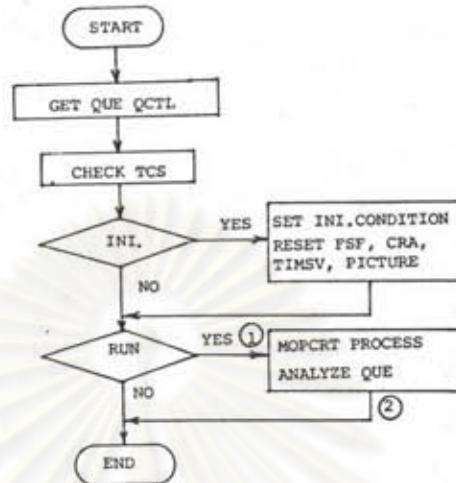 START
GET QUE QCTL
CHECK TCS
INI.
YES
SET INI.CONDITION
RESET FSF, CRA,
TIMSV, PICTURE
NO
RUN
YES ①
MOPCRT PROCESS
ANALYZE QUE
NO
②
END